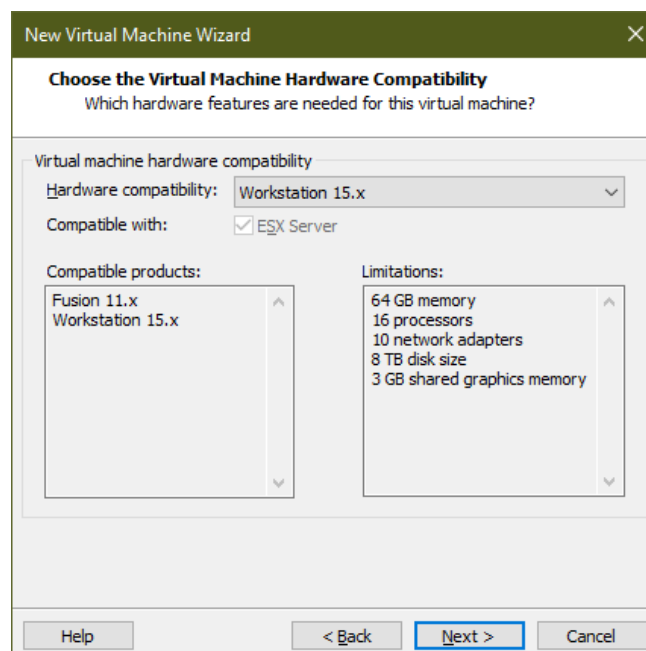 New Virtual Machine Wizard
Choose the Virtual Machine Hardware Compatibility
Which hardware features are needed for this virtual machine?
Virtual machine hardware compatibility
Hardware compatibility: Workstation 15.x
Compatible with: ESX Server
Compatible products:
Fusion 11.x
Workstation 15.x
Limitations:
64 GB memory
16 processors
10 network adapters
8 TB disk size
3 GB shared graphics memory
Help < Back Next > Cancel